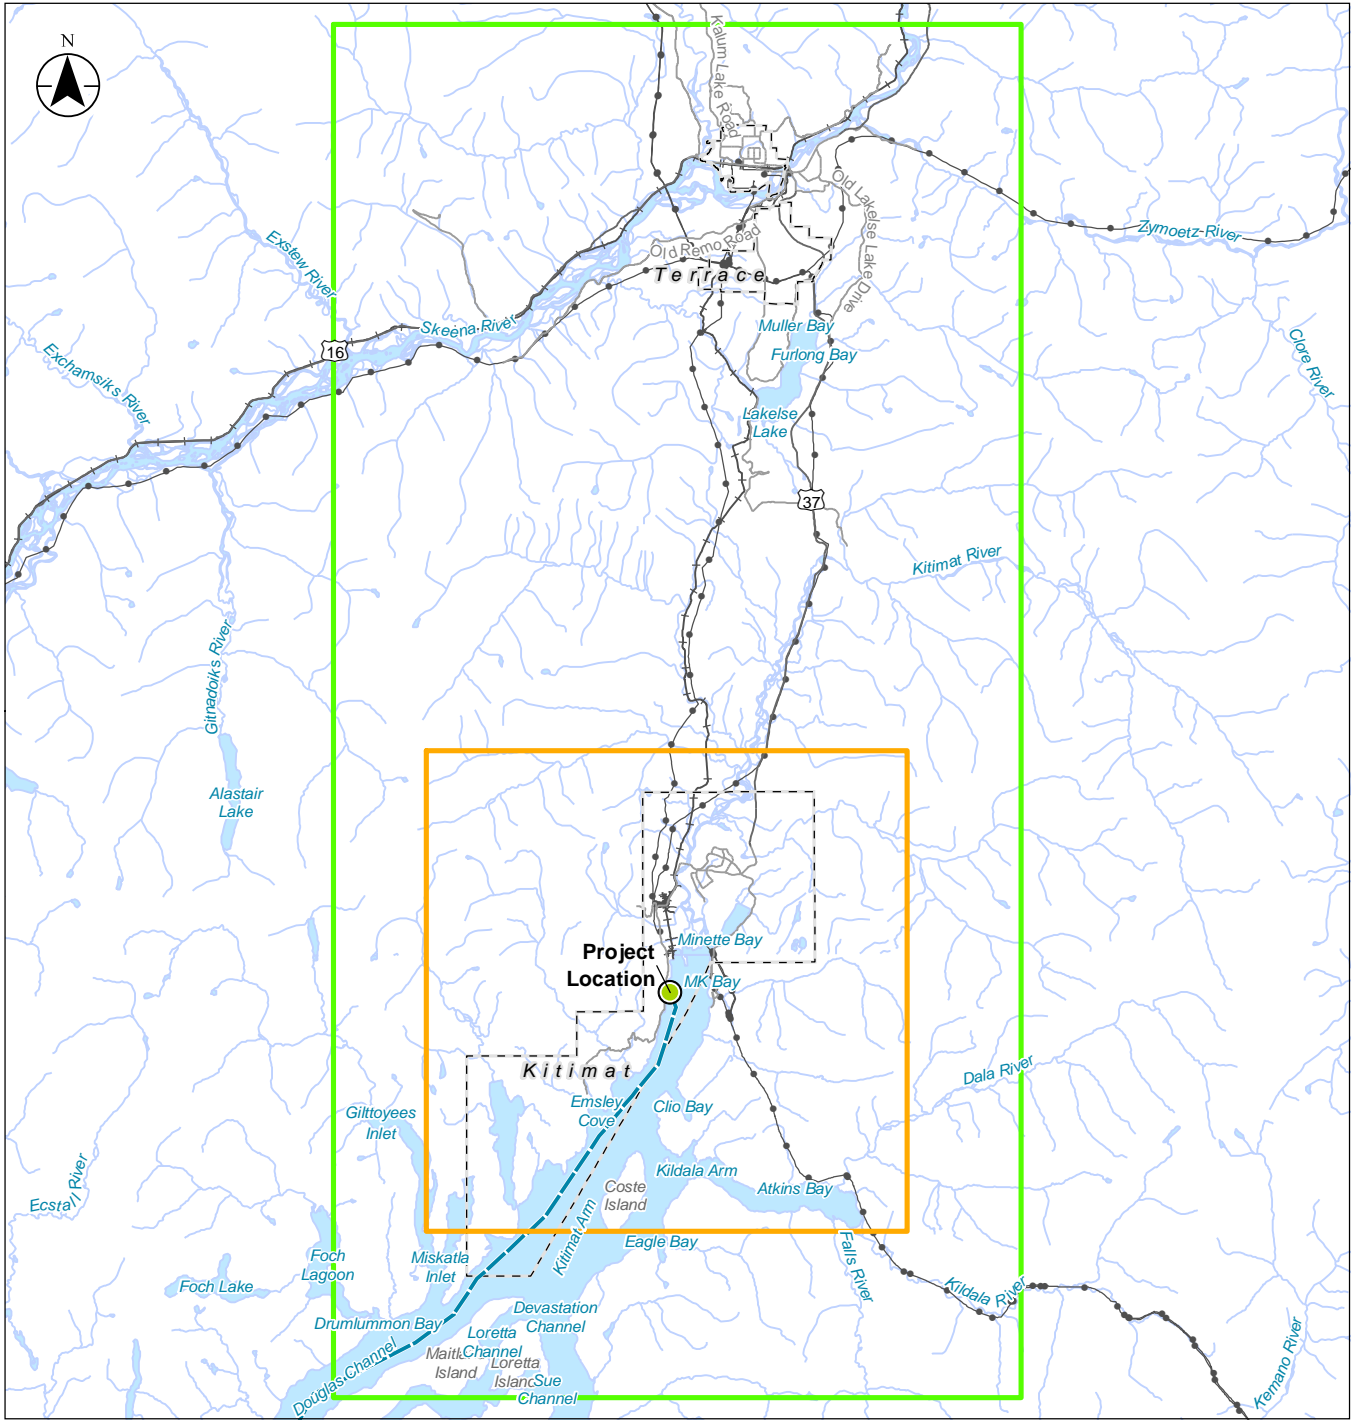 N
Kalum Lake Road
Old Lakelse Lake Drive
Zymoetz River
Old Remo Road
Terrace
Exstew River
Skeena River
16
Muller Bay
Furlong Bay
Exchamsiks River
Clore River
Lakelse
Lake
37
Kitimat River
Gitnadoiks River
Alastair
Lake
Minette Bay
Project
Location
MK Bay
Kitimat
Dala River
Emsley
Cove
Clio Bay
Gilttoyees
Inlet
Kildala Arm
Atkins Bay
Coste
Island
Ecstall River
Kitimat Arm
Eagle Bay
Falls River
Foch
Lagoon
Miskatla
Inlet
Foch Lake
Kildala River
Devastation
Channel
Drumlummon Bay
Loretta
Channel
Island
Loretta
Island
Sue
Channel
Douglas Channel
Kemano River